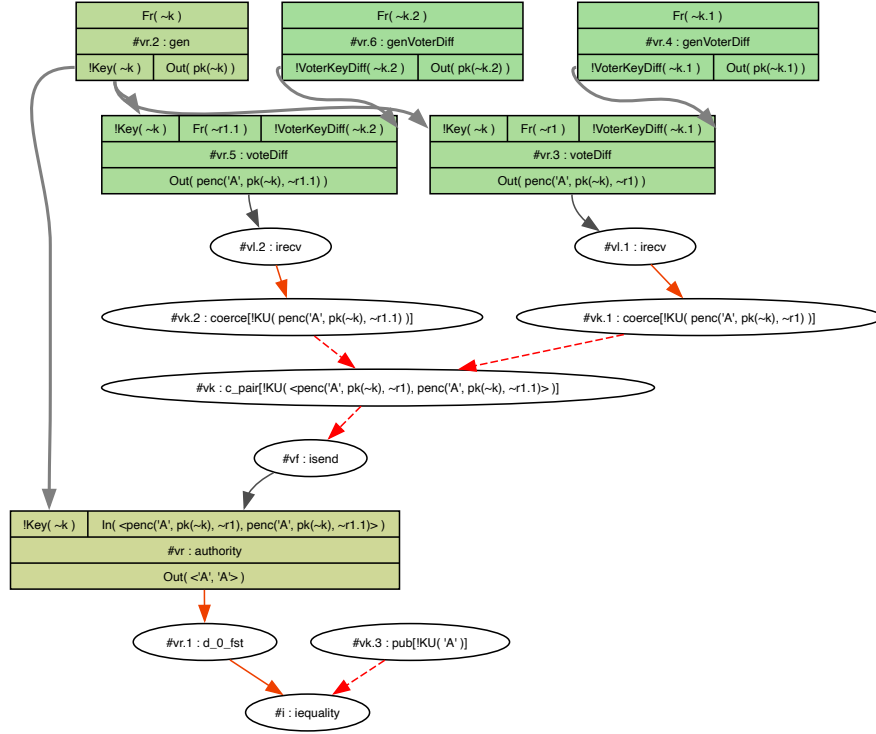 Fr( ~k )
#vr.2 : gen
!Key( ~k ) Out( pk(~k) )
Fr( ~k.2 )
#vr.6 : genVoterDiff
!VoterKeyDiff( ~k.2 ) Out( pk(~k.2) )
Fr( ~k.1 )
#vr.4 : genVoterDiff
!VoterKeyDiff( ~k.1 ) Out( pk(~k.1) )
!Key( ~k ) Fr( ~r1.1 ) !VoterKeyDiff( ~k.2 )
#vr.5 : voteDiff
Out( penc('A', pk(~k), ~r1.1) )
!Key( ~k ) Fr( ~r1 ) !VoterKeyDiff( ~k.1 )
#vr.3 : voteDiff
Out( penc('A', pk(~k), ~r1) )
#vl.2 : irecv
#vl.1 : irecv
#vk.2 : coerce[!KU( penc('A', pk(~k), ~r1.1) )]
#vk.1 : coerce[!KU( penc('A', pk(~k), ~r1) )]
#vk : c_pair[!KU( <penc('A', pk(~k), ~r1), penc('A', pk(~k), ~r1.1)> )]
#vf : isend
!Key( ~k ) In( <penc('A', pk(~k), ~r1), penc('A', pk(~k), ~r1.1)> )
#vr : authority
Out( <'A', 'A'> )
#vr.1 : d_0_fst
#vk.3 : pub[!KU( 'A' )]
#i : iequality